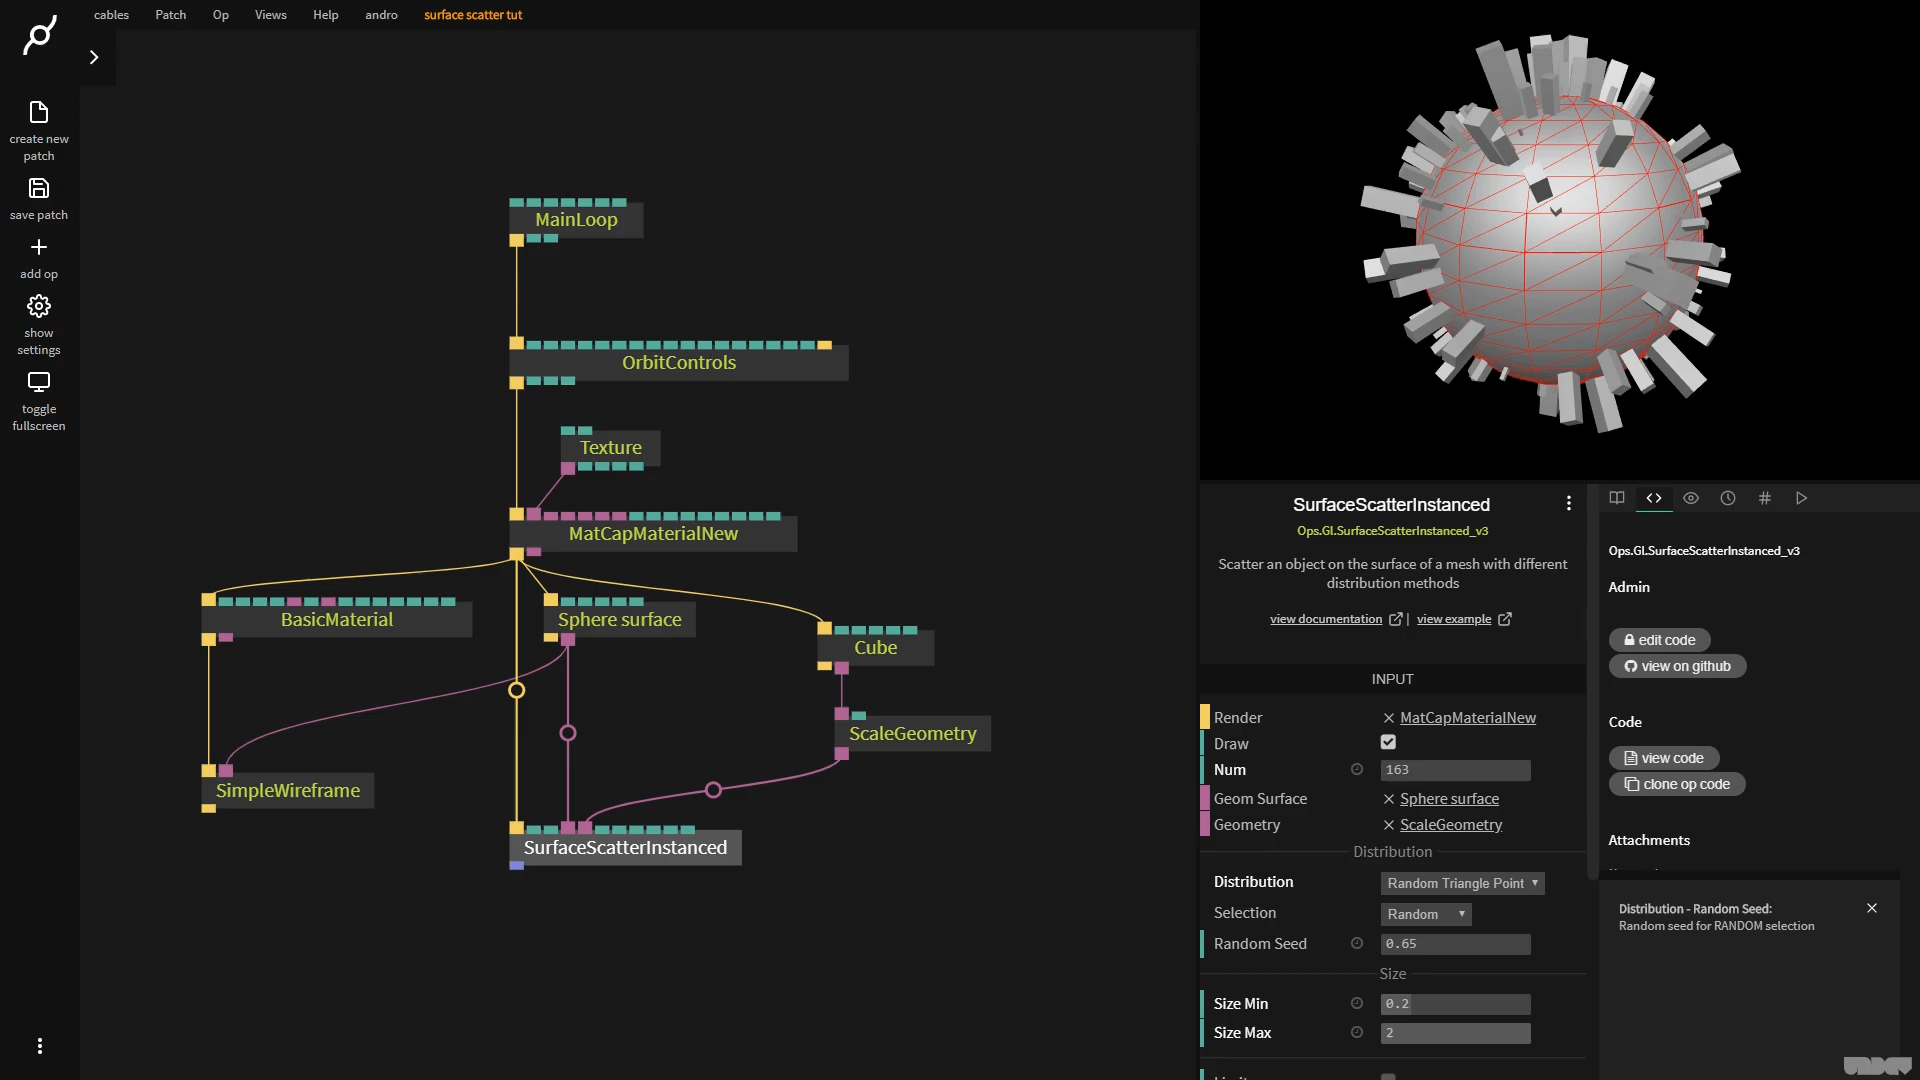 cables Patch Op Views Help andro surface scatter tut
create new
patch
save patch
add op
show
settings
toggle
fullscreen
MainLoop
OrbitControls
Texture
MatCapMaterialNew
BasicMaterial
Sphere surface
Cube
ScaleGeometry
SimpleWireframe
SurfaceScatterInstanced
SurfaceScatterInstanced
Ops.Gl.SurfaceScatterInstanced_v3
Scatter an object on the surface of a mesh with different
distribution methods
view documentation | view example
INPUT
Render × MatCapMaterialNew
Draw
Num 163
Geom Surface × Sphere surface
Geometry × ScaleGeometry
Distribution
Distribution Random Triangle Point
Selection Random
Random Seed 0.65
Size
Size Min 0.2
Size Max 2
Ops.Gl.SurfaceScatterInstanced_v3
Admin
edit code
view on github
Code
view code
clone op code
Attachments
Distribution - Random Seed:
Random seed for RANDOM selection